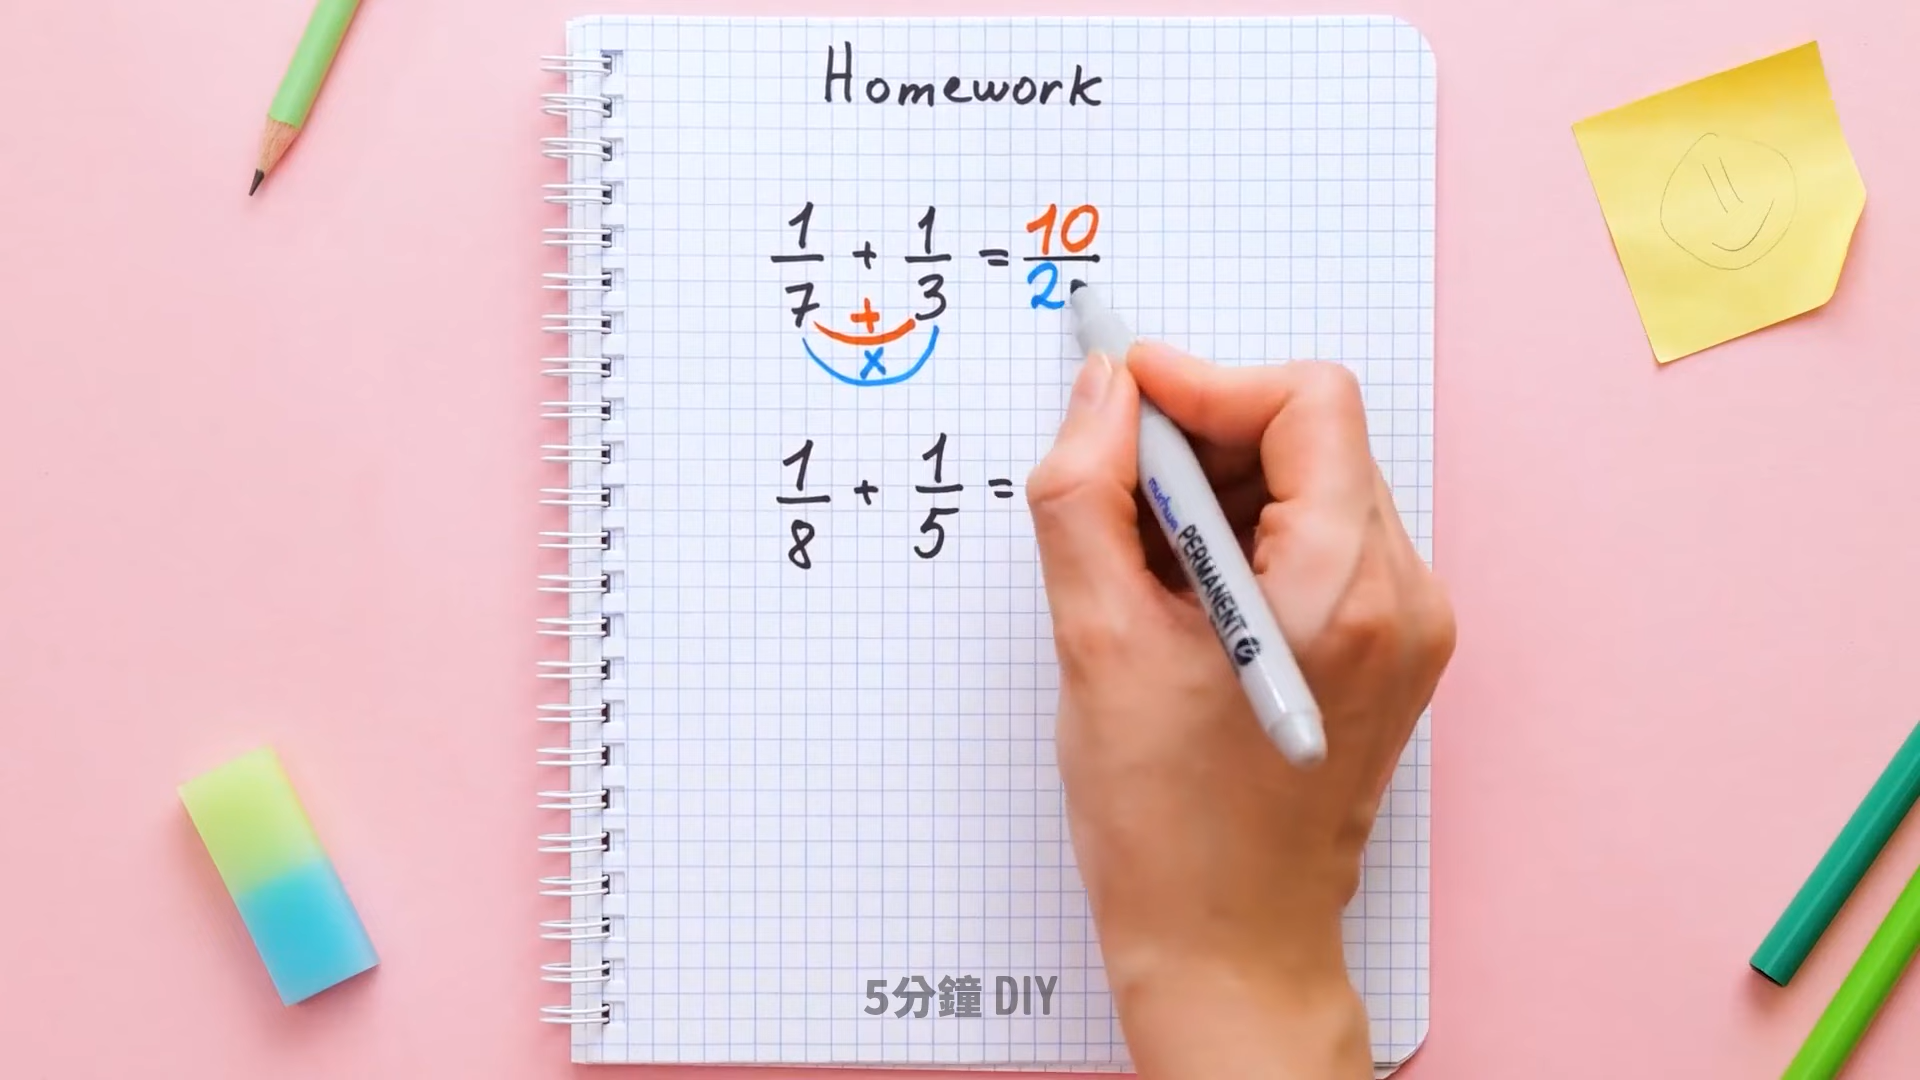 Homework
1/7 + 1/3 = 10/2
+
x
1/8 + 1/5 =
PERMANENT
5分鐘 DIY